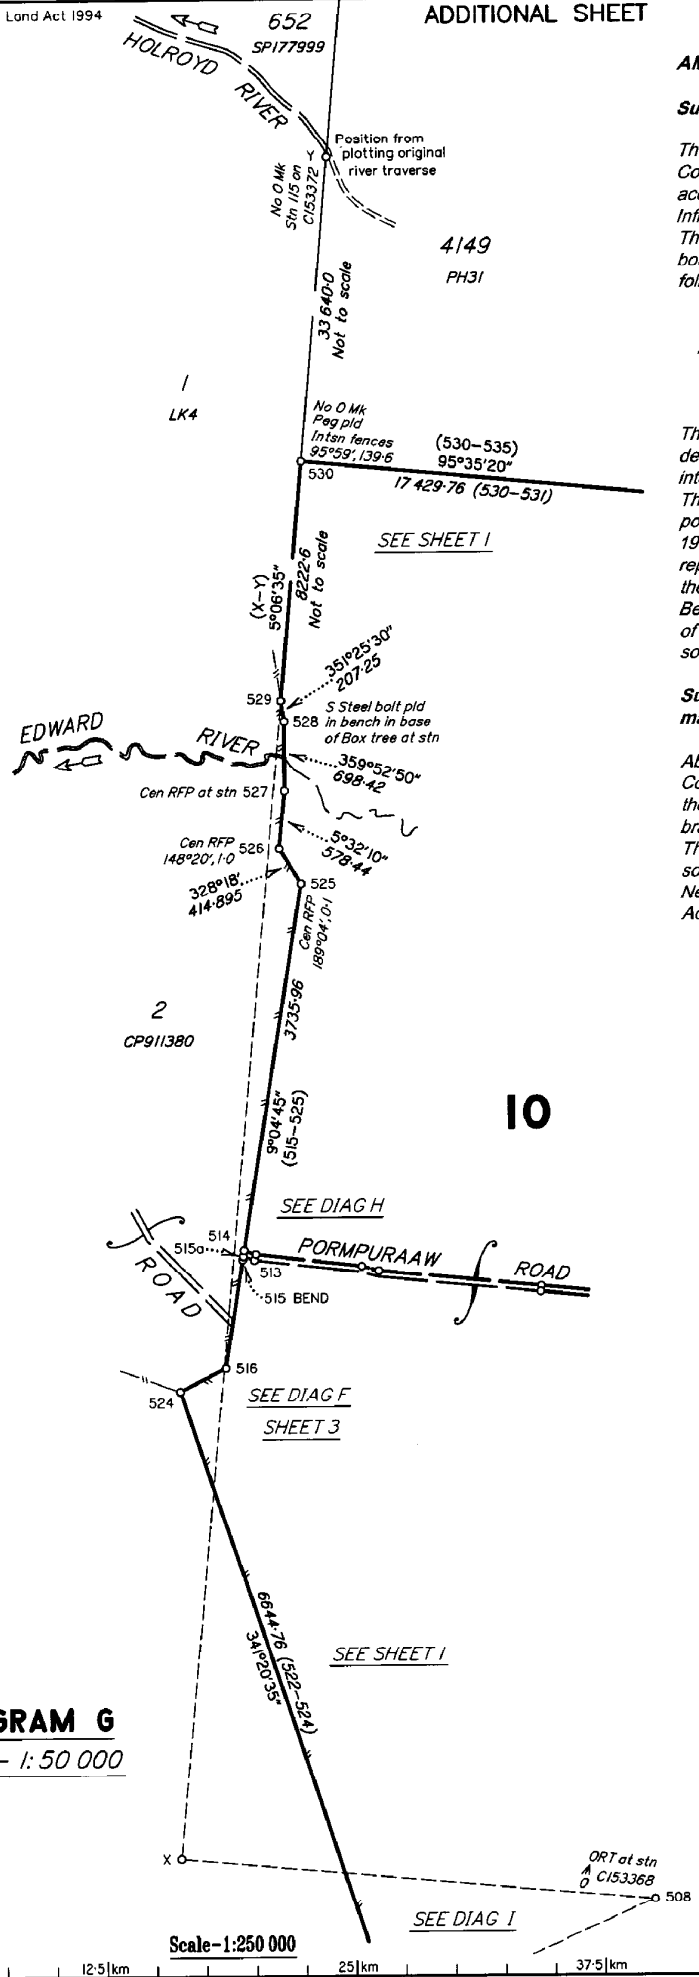 Land Act 1994
652
SP177999
ADDITIONAL SHEET
HOLROYD
RIVER
Position from
plotting original
river traverse
Y
No O Mk
Stn 115 on
C153372
4149
PH31
33 640·0
Not to scale
1
LK4
No O Mk
Peg pld
Intsn fences
95°59', 139·6
530
(530-535)
95°35'20"
17 429·76 (530-531)
SEE SHEET 1
(X-Y)
5°06'35"
8222·6
Not to scale
351°25'30"
207·25
529
528
S Steel bolt pld
in bench in base
of Box tree at stn
EDWARD
RIVER
359°52'50"
698·42
Cen RFP at stn 527
5°32'10"
578·44
Cen RFP
148°20', 1·0
526
328°18'
414·895
525
Cen RFP
189°04', 0·1
2
CP911380
3735·96
9°04'45"
(515-525)
10
SEE DIAG H
514
515a
513
515 BEND
PORMPURAAW
ROAD
ROAD
516
524
SEE DIAG F
SHEET 3
6644·76 (522-524)
341°20'35"
SEE SHEET 1
GRAM G
- 1:50 000
X
ORT at stn
C153368
O
508
SEE DIAG I
Scale-1:250 000
12·5 km
25 km
37·5 km
Th
Co
Th
Th
Th
Be
of
Th